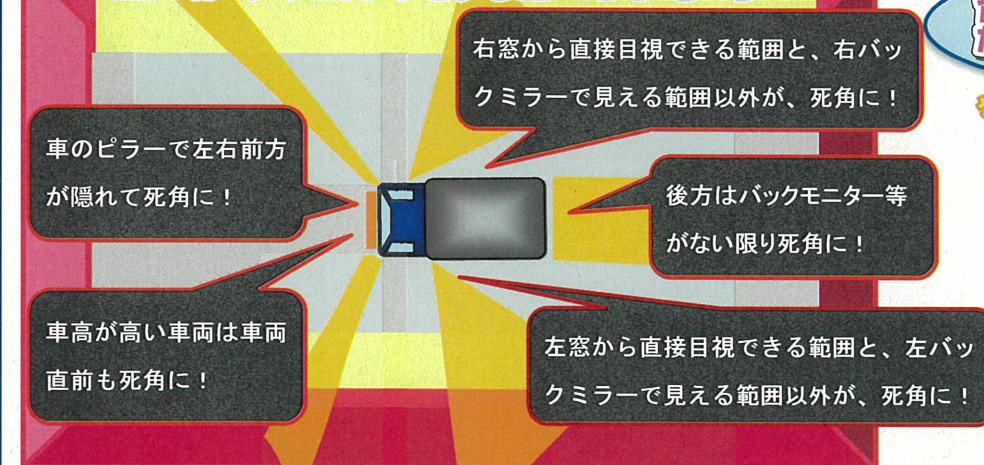 右窓から直接目視できる範囲と、右バッ
クミラーで見える範囲以外が、死角に！
車のピラーで左右前方
が隠れて死角に！
後方はバックモニター等
がない限り死角に！
車高が高い車両は車両
直前も死角に！
左窓から直接目視できる範囲と、左バッ
クミラーで見える範囲以外が、死角に！